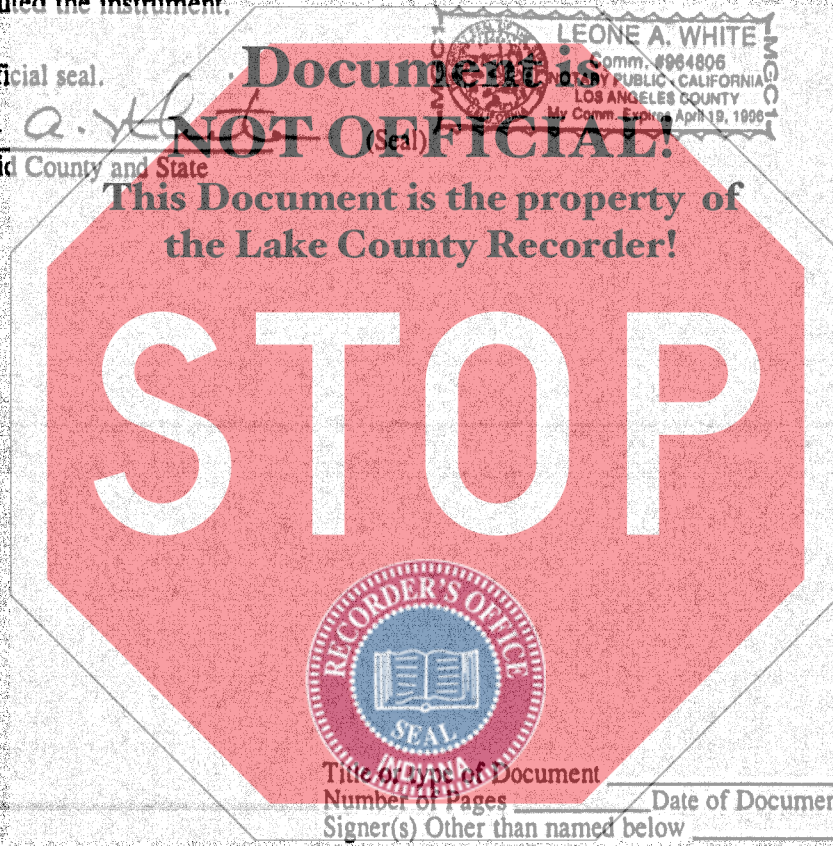 uted the instrument.
LEONE A. WHITE
Comm. #964806
NOTARY PUBLIC - CALIFORNIA
LOS ANGELES COUNTY
My Comm. Expires April 19, 1996
MGC1
MGC1
ficial seal.
Document is
NOT OFFICIAL!
a.
(Seal)
id County and State
This Document is the property of
the Lake County Recorder!
STOP
RECORDER'S OFFICE
SEAL
INDIANA
Title or type of Document
Number of Pages Date of Documen
Signer(s) Other than named below